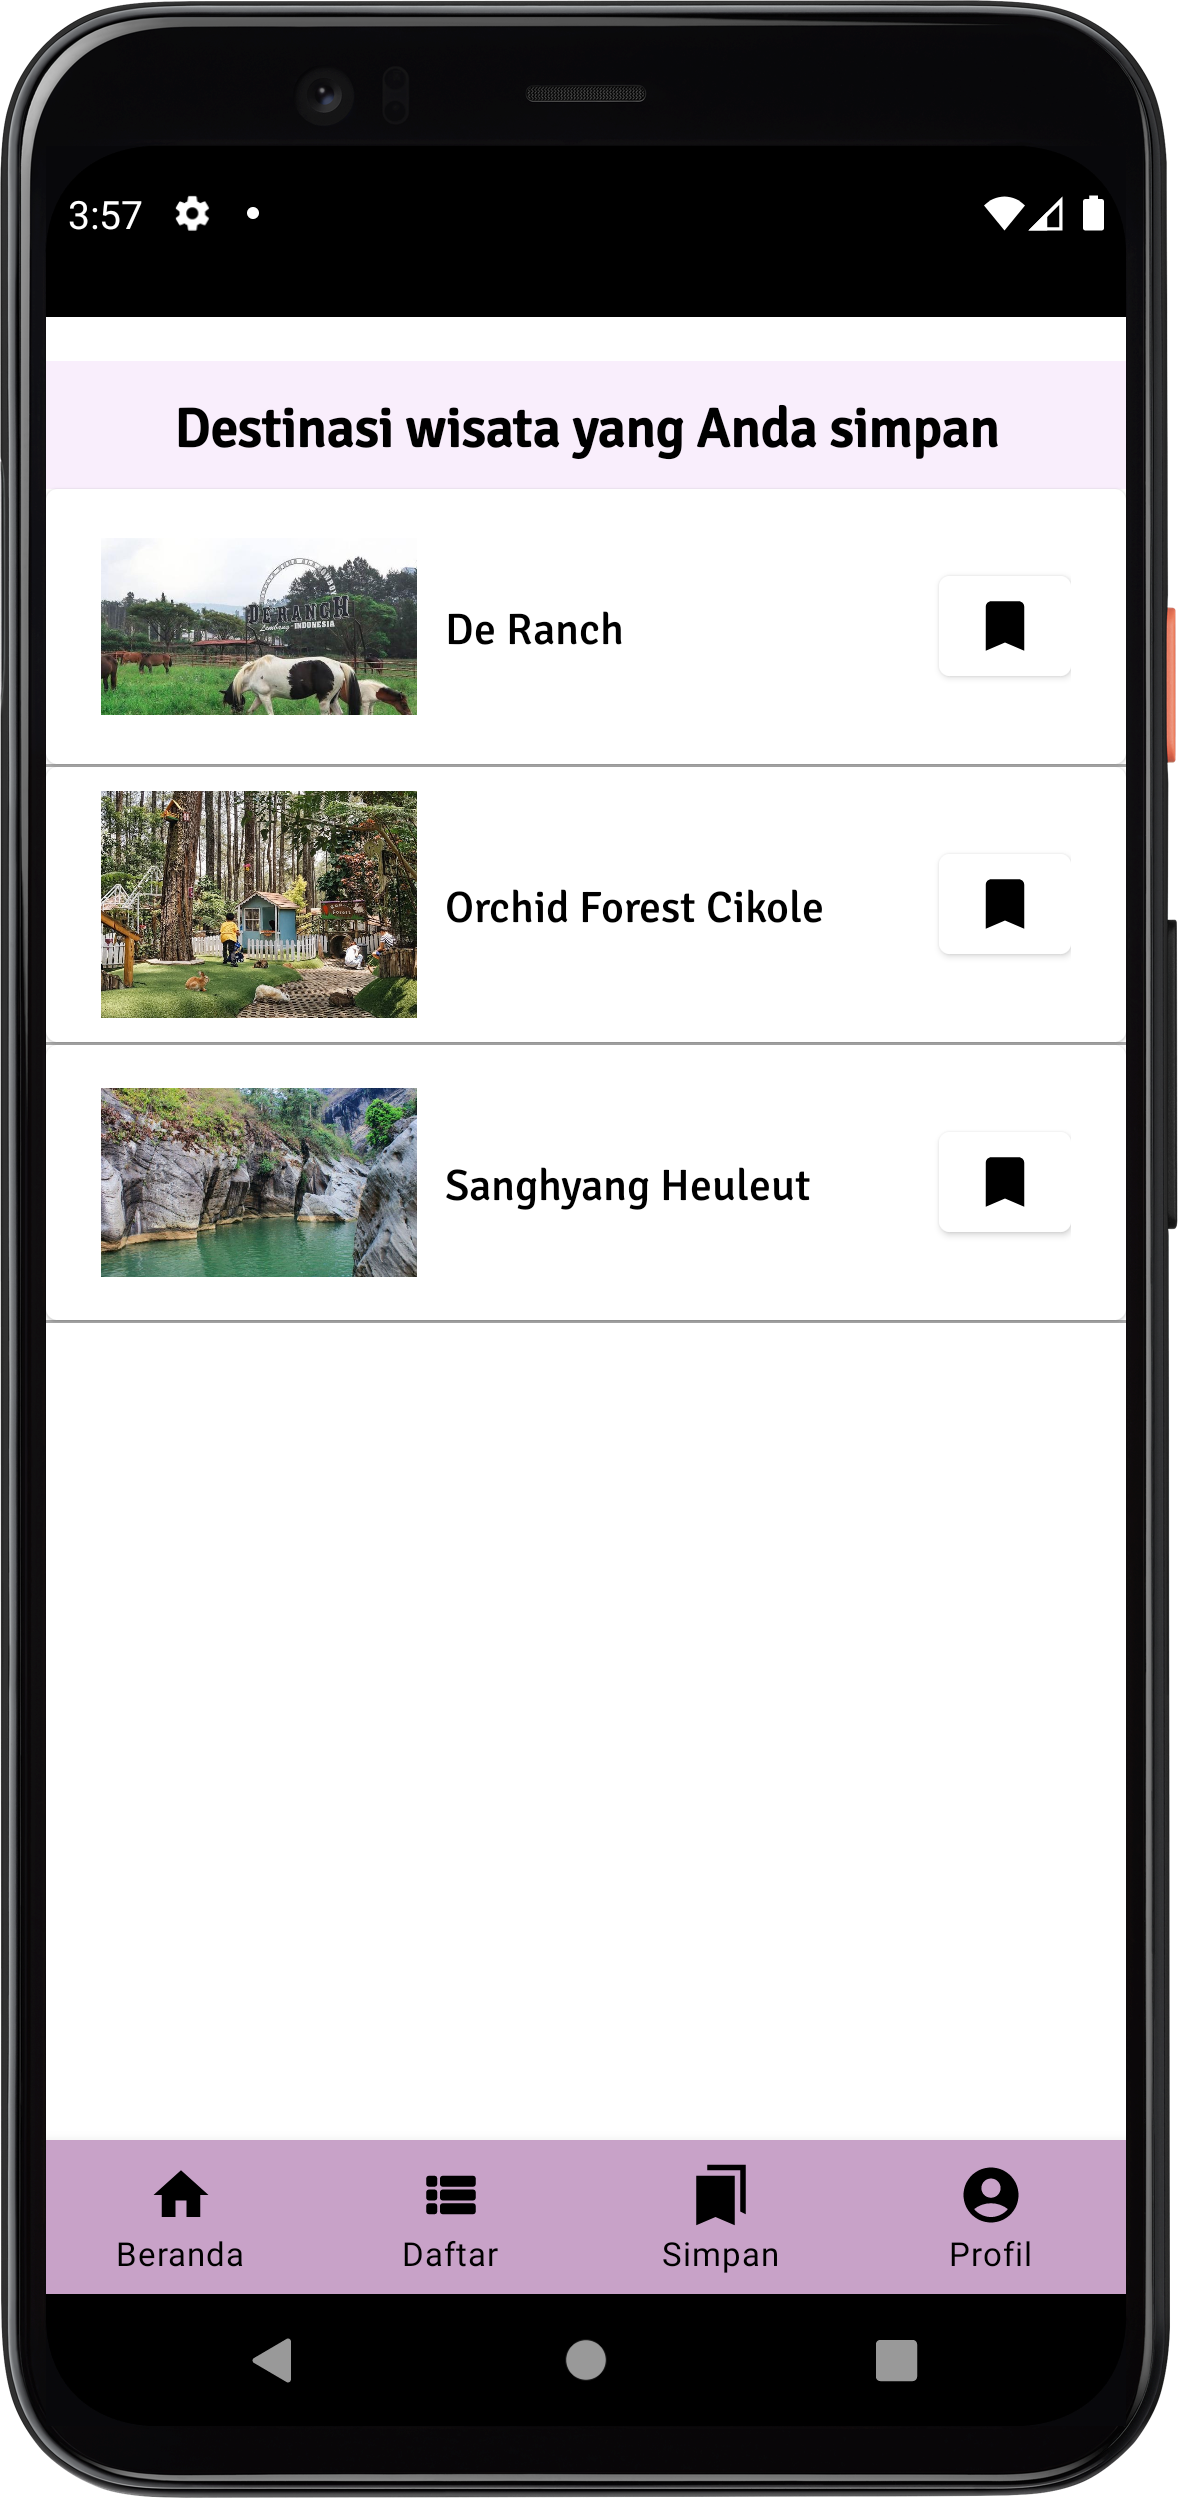 3:57
Destinasi wisata yang Anda simpan
DE RANCH
Lembang - INDONESIA
De Ranch
Orchid Forest Cikole
Sanghyang Heuleut
Beranda
Daftar
Simpan
Profil